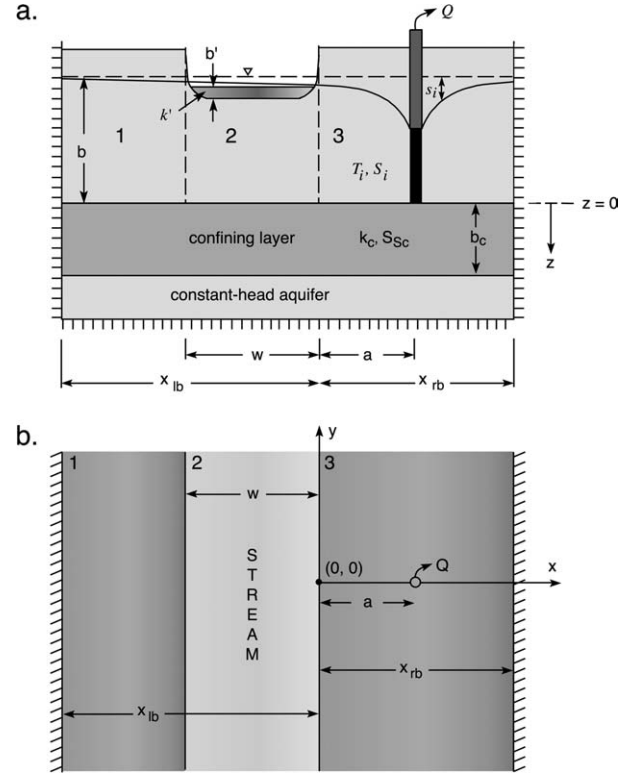 a.
Q
b'
s_i
k'
1
2
3
b
T_i, S_i
z = 0
confining layer
k_c, S_Sc
b_c
z
constant-head aquifer
w
a
x_lb
x_rb
b.
y
1
2
3
w
STREAM
(0, 0)
Q
x
a
x_rb
x_lb